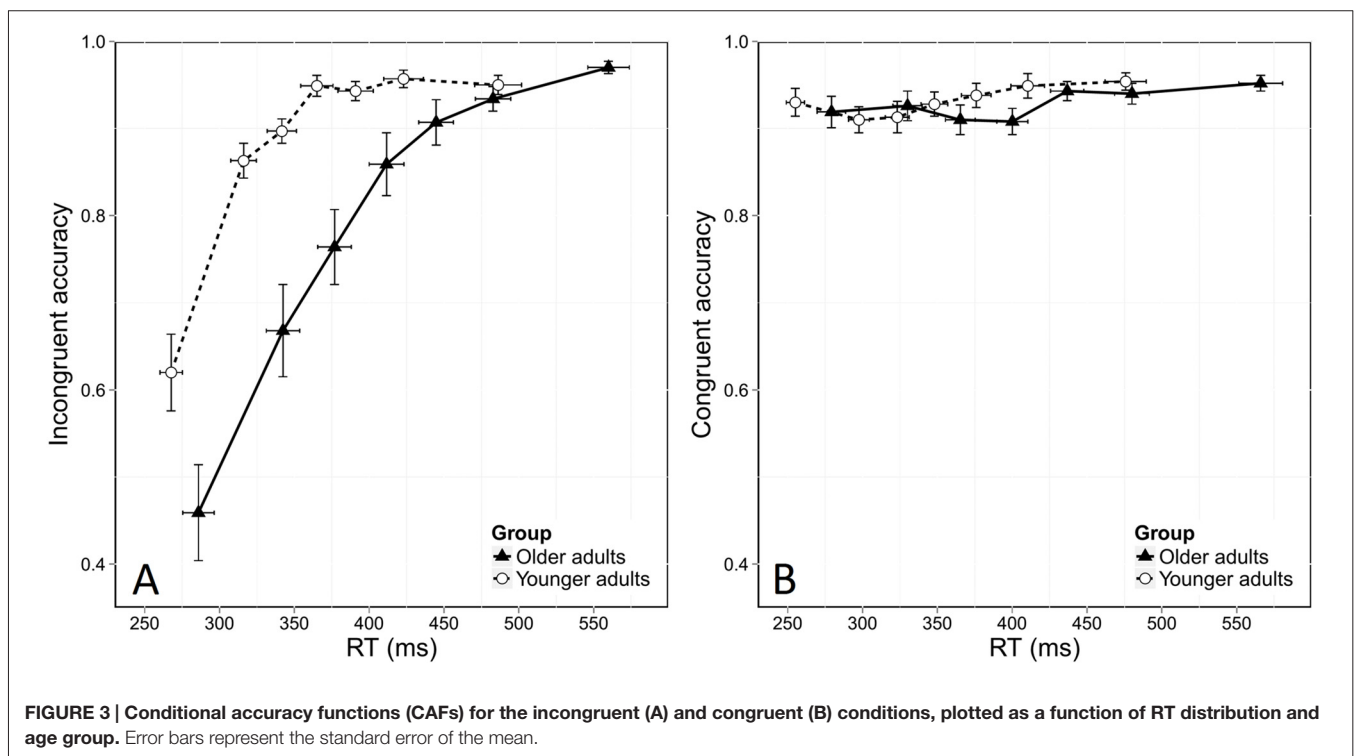 1.0
0.8
0.6
0.4
Incongruent accuracy
A
Group
Older adults
Younger adults
250 300 350 400 450 500 550
RT (ms)
1.0
0.8
0.6
0.4
Congruent accuracy
B
Group
Older adults
Younger adults
250 300 350 400 450 500 550
RT (ms)
FIGURE 3 | Conditional accuracy functions (CAFs) for the incongruent (A) and congruent (B) conditions, plotted as a function of RT distribution and
age group. Error bars represent the standard error of the mean.